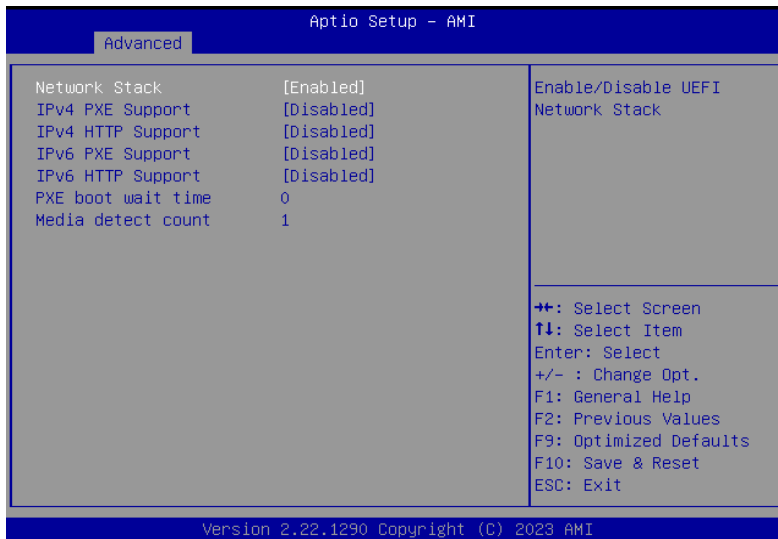 Aptio Setup – AMI
Advanced
Network Stack [Enabled]
IPv4 PXE Support [Disabled]
IPv4 HTTP Support [Disabled]
IPv6 PXE Support [Disabled]
IPv6 HTTP Support [Disabled]
PXE boot wait time 0
Media detect count 1
Enable/Disable UEFI
Network Stack
→←: Select Screen
↑↓: Select Item
Enter: Select
+/- : Change Opt.
F1: General Help
F2: Previous Values
F9: Optimized Defaults
F10: Save & Reset
ESC: Exit
Version 2.22.1290 Copyright (C) 2023 AMI